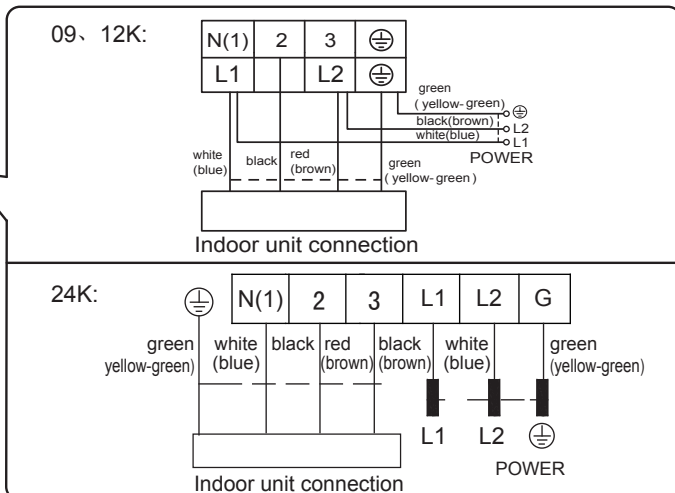 09、12K:
N(1) 2 3
L1 L2
green
( yellow-green)
black(brown) L2
white(blue) L1
POWER
white
(blue)
black
red
(brown)
green
( yellow-green )
Indoor unit connection
24K:
N(1) 2 3 L1 L2 G
green
yellow-green)
white
(blue)
black
red
(brown)
black
(brown)
white
(blue)
green
(yellow-green)
L1 L2
POWER
Indoor unit connection